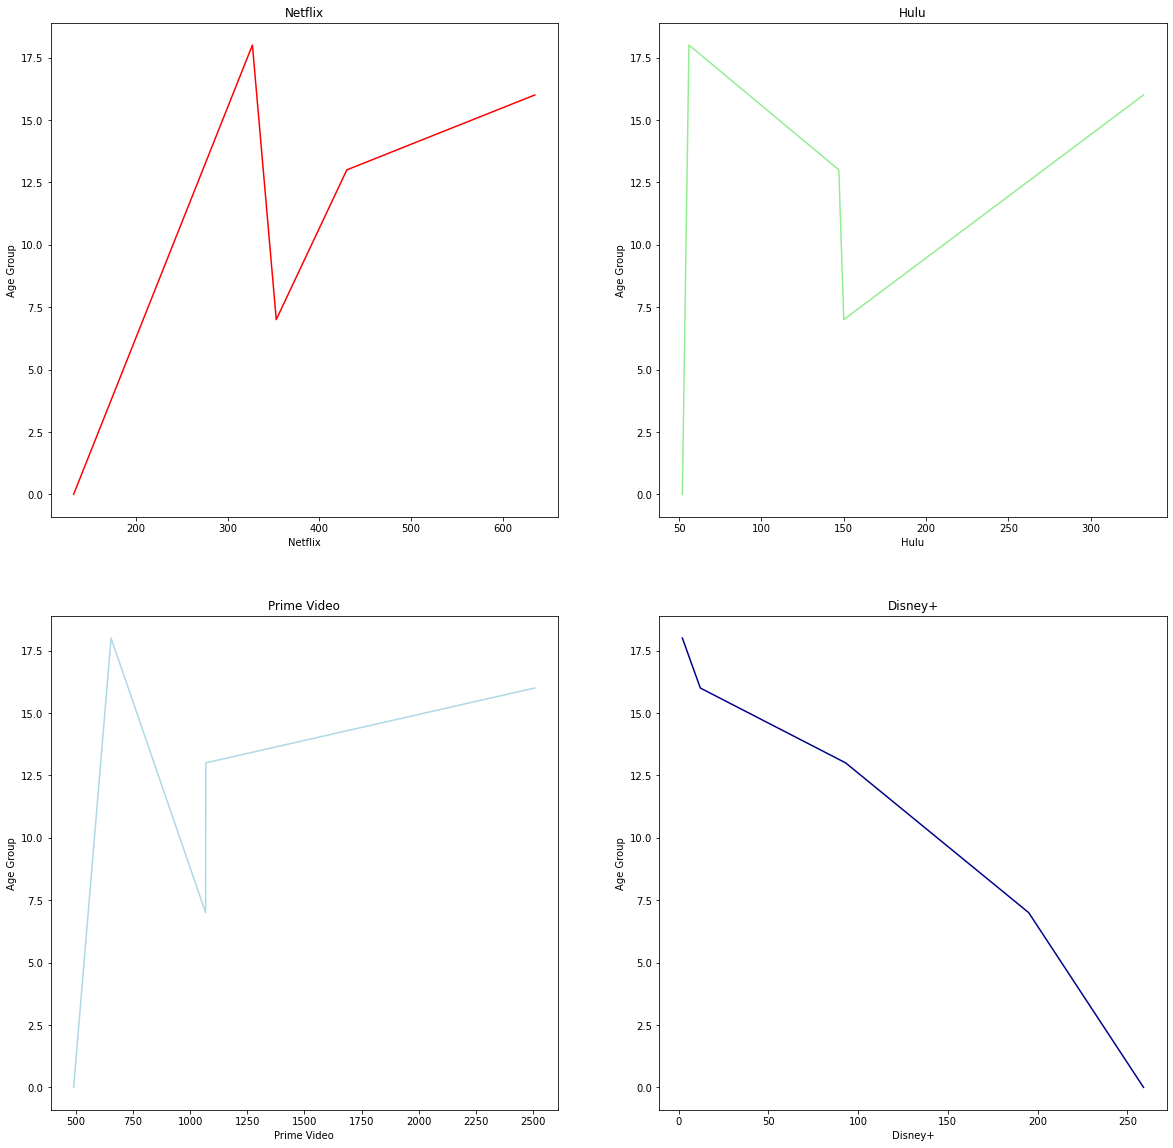 Netflix
17.5
15.0
12.5
10.0
7.5
5.0
2.5
0.0
Age Group
200 300 400 500 600
Netflix
Hulu
17.5
15.0
12.5
10.0
7.5
5.0
2.5
0.0
Age Group
50 100 150 200 250 300
Hulu
Prime Video
17.5
15.0
12.5
10.0
7.5
5.0
2.5
0.0
Age Group
500 750 1000 1250 1500 1750 2000 2250 2500
Prime Video
Disney+
17.5
15.0
12.5
10.0
7.5
5.0
2.5
0.0
Age Group
0 50 100 150 200 250
Disney+